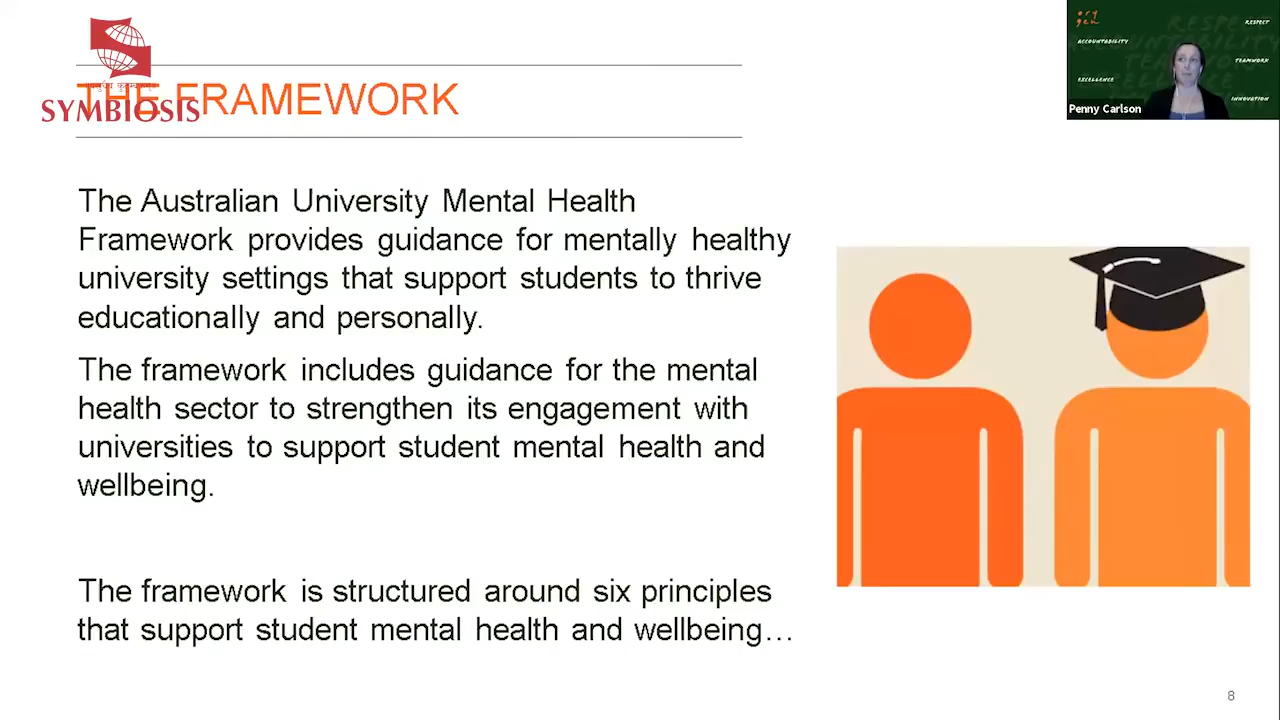 THE FRAMEWORK
SYMBIOSIS
The Australian University Mental Health
Framework provides guidance for mentally healthy
university settings that support students to thrive
educationally and personally.
The framework includes guidance for the mental
health sector to strengthen its engagement with
universities to support student mental health and
wellbeing.
The framework is structured around six principles
that support student mental health and wellbeing…
8
ory
gen
RESPECT
ACCOUNTABILITY
TEAMWORK
EXCELLENCE
INNOVATION
Penny Carlson